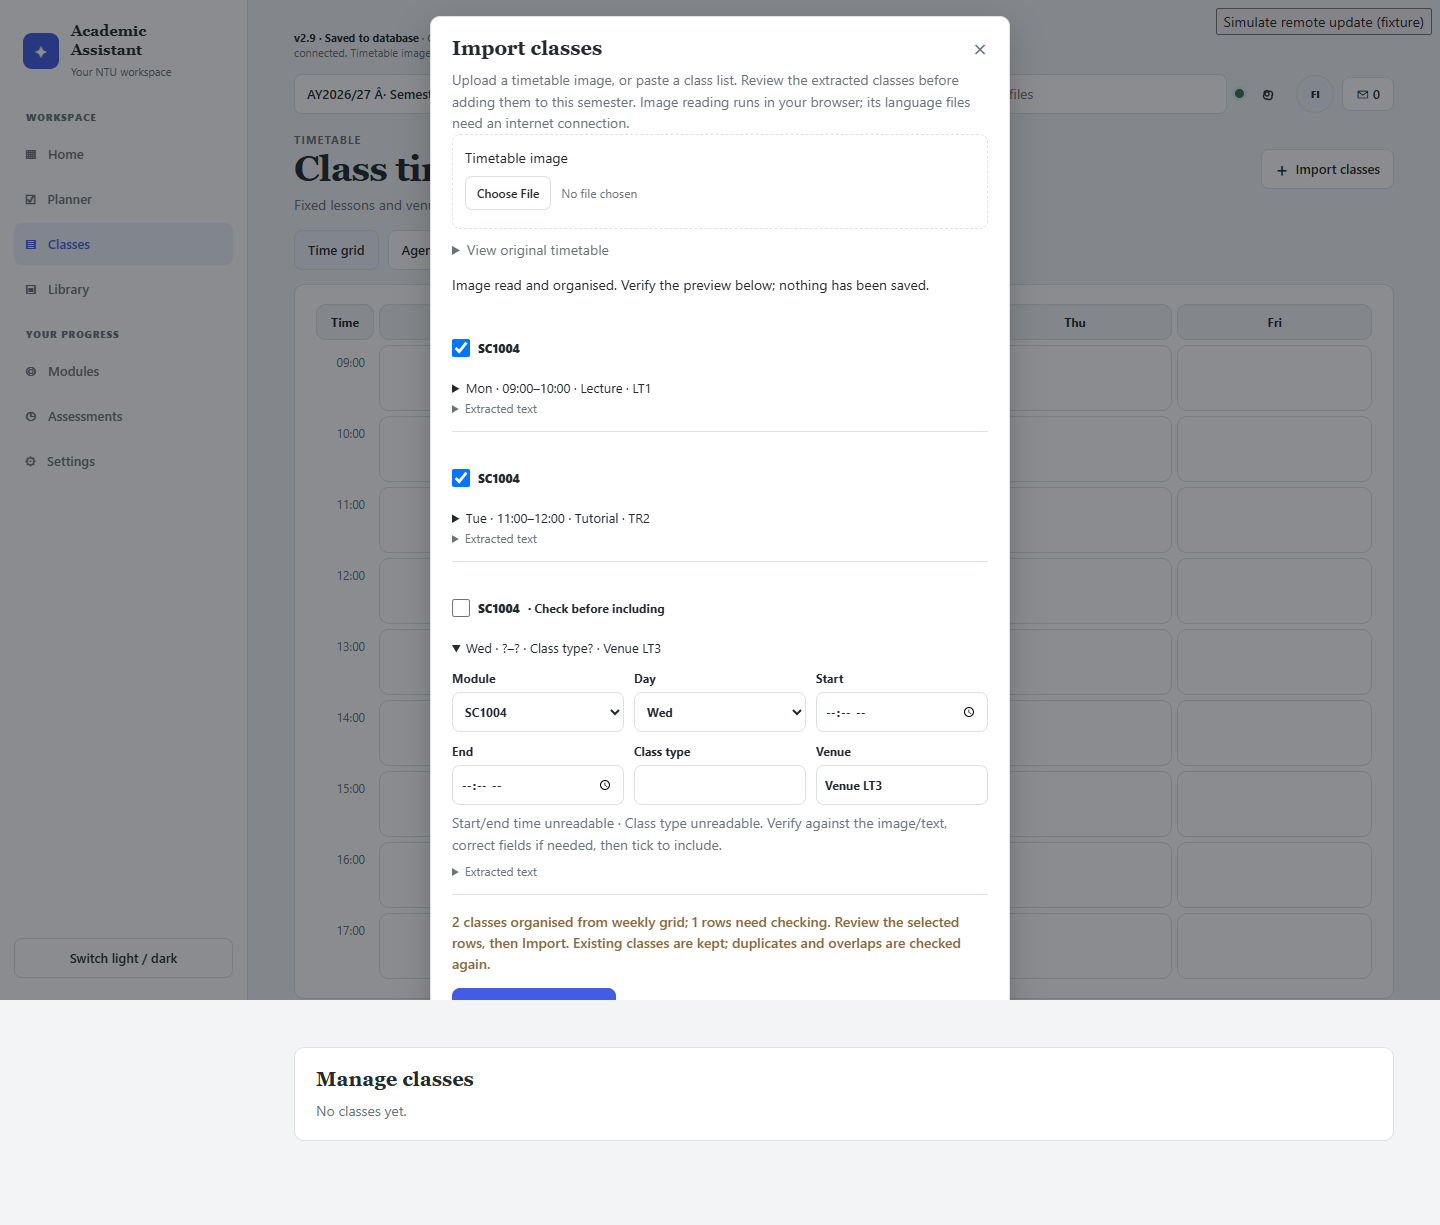 Academic
Assistant
Your NTU workspace
WORKSPACE
Home
Planner
Classes
Library
YOUR PROGRESS
Modules
Assessments
Settings
Switch light / dark
v2.9 · Saved to database ·
connected. Timetable image
Simulate remote update (fixture)
AY2026/27 Â· Semest
files
FI
0
TIMETABLE
Class tim
Fixed lessons and venu
+ Import classes
Time grid
Agen
Time
Thu
Fri
09:00
10:00
11:00
12:00
13:00
14:00
15:00
16:00
17:00
Import classes
Upload a timetable image, or paste a class list. Review the extracted classes before
adding them to this semester. Image reading runs in your browser; its language files
need an internet connection.
Timetable image
Choose File No file chosen
View original timetable
Image read and organised. Verify the preview below; nothing has been saved.
SC1004
Mon · 09:00–10:00 · Lecture · LT1
Extracted text
SC1004
Tue · 11:00–12:00 · Tutorial · TR2
Extracted text
SC1004 · Check before including
Wed · ?–? · Class type? · Venue LT3
Module Day Start
SC1004 Wed --:-- --
End Class type Venue
--:-- -- Venue LT3
Start/end time unreadable · Class type unreadable. Verify against the image/text,
correct fields if needed, then tick to include.
Extracted text
2 classes organised from weekly grid; 1 rows need checking. Review the selected
rows, then Import. Existing classes are kept; duplicates and overlaps are checked
again.
Manage classes
No classes yet.